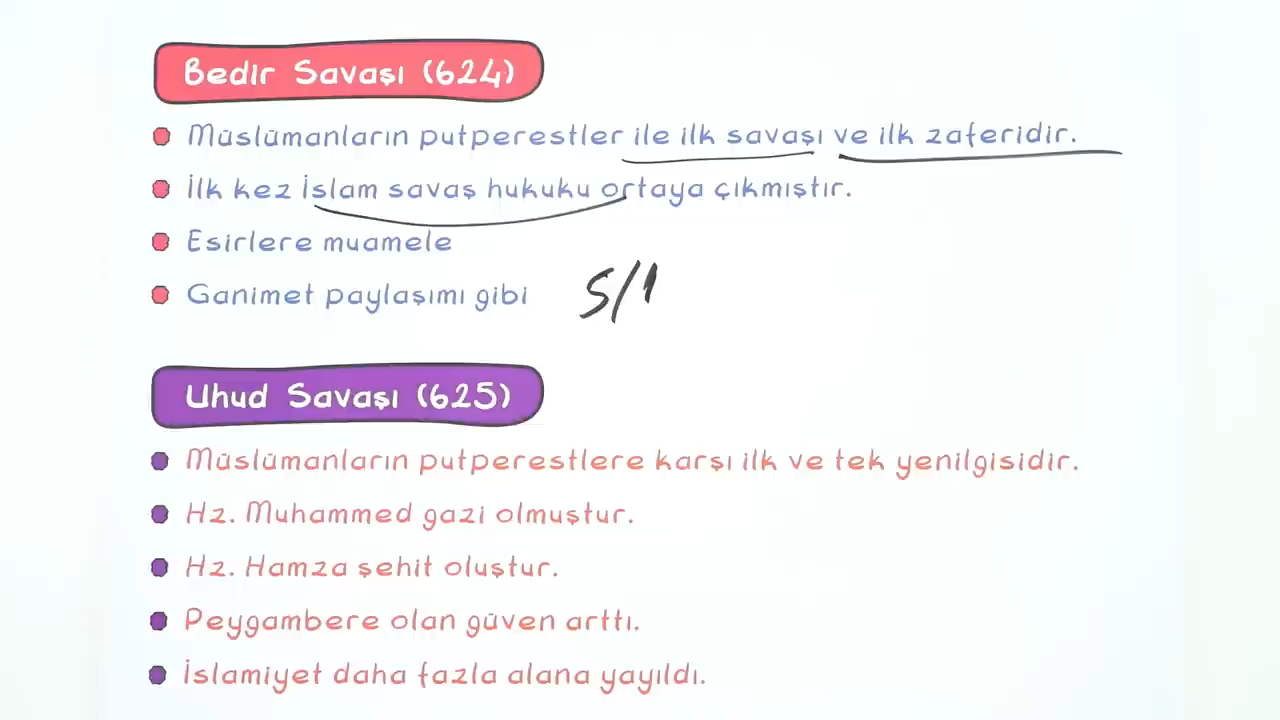 Bedir Savaşı (624)
Müslümanların putperestler ile ilk savaşı ve ilk zaferidir.
İlk kez İslam savaş hukuku ortaya çıkmıştır.
Esirlere muamele
Ganimet paylaşımı gibi
5/1
Uhud Savaşı (625)
Müslümanların putperestlere karşı ilk ve tek yenilgisidir.
Hz. Muhammed gazi olmuştur.
Hz. Hamza şehit oluştur.
Peygambere olan güven arttı.
İslamiyet daha fazla alana yayıldı.